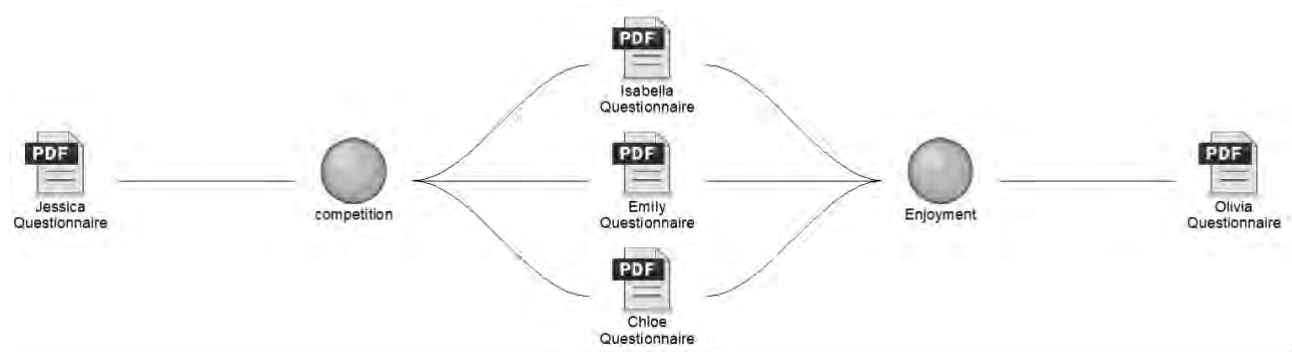 PDF
Isabella
Questionnaire
PDF
Jessica
Questionnaire
competition
PDF
Emily
Questionnaire
Enjoyment
PDF
Olivia
Questionnaire
PDF
Chloe
Questionnaire